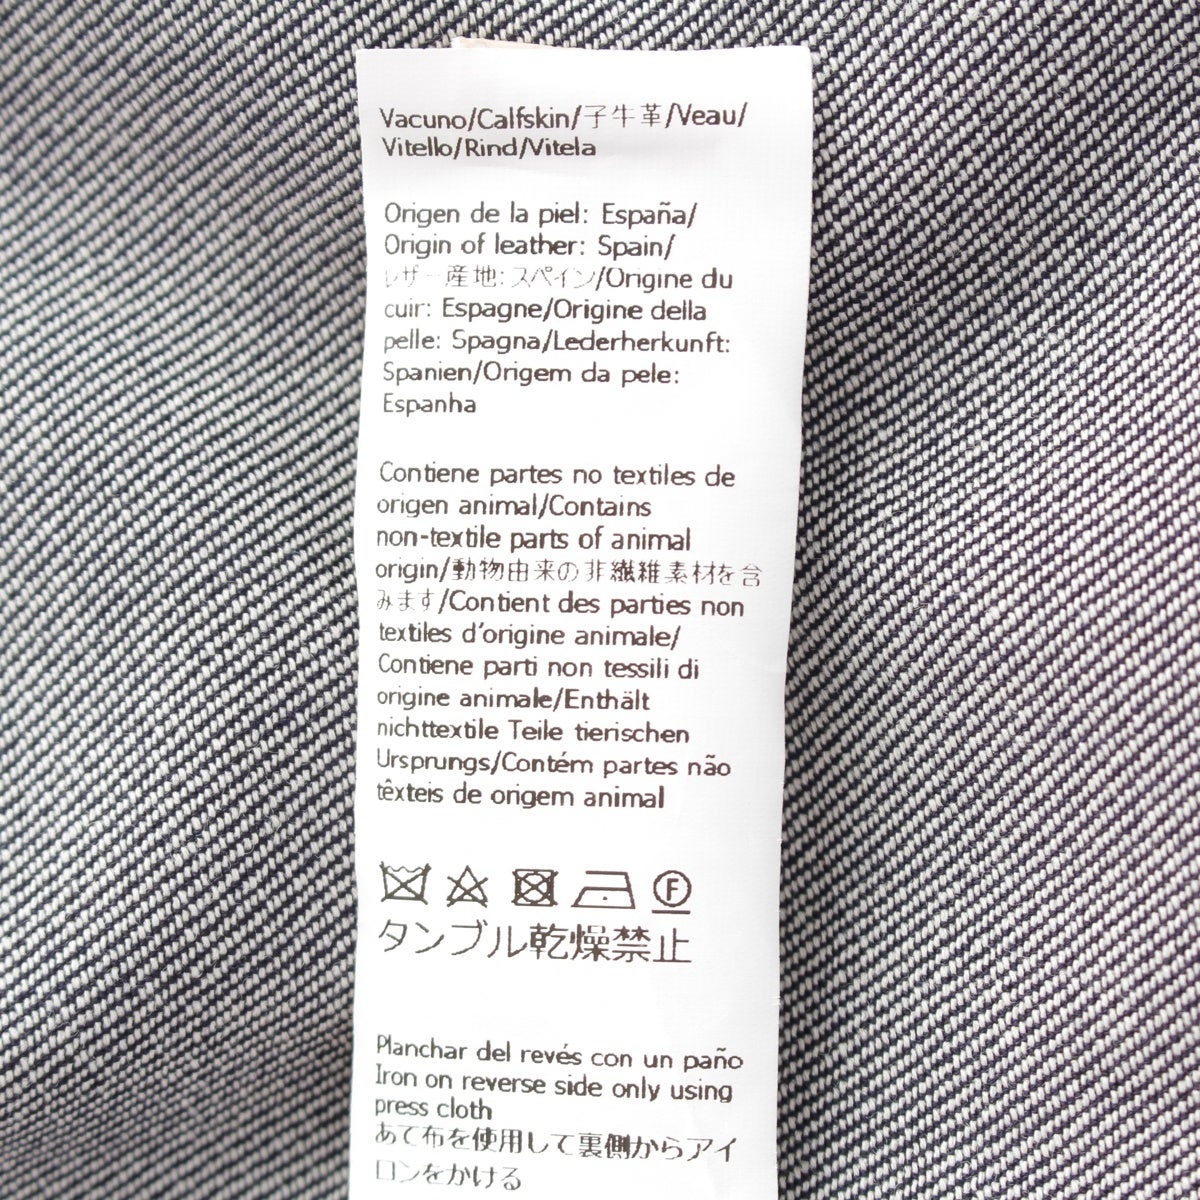 Vacuno/Calfskin/子牛革/Veau/
Vitello/Rind/Vitela
Origen de la piel: España/
Origin of leather: Spain/
レザー産地: スペイン/Origine du
cuir: Espagne/Origine della
pelle: Spagna/Lederherkunft:
Spanien/Origem da pele:
Espanha
Contiene partes no textiles de
origen animal/Contains
non-textile parts of animal
origin/動物由来の非繊維素材を含
みます/Contient des parties non
textiles d'origine animale/
Contiene parti non tessili di
origine animale/Enthält
nichttextile Teile tierischen
Ursprungs/Contém partes não
têxteis de origem animal
F
タンブル乾燥禁止
Planchar del revés con un paño
Iron on reverse side only using
press cloth
あて布を使用して裏側からアイ
ロンをかける